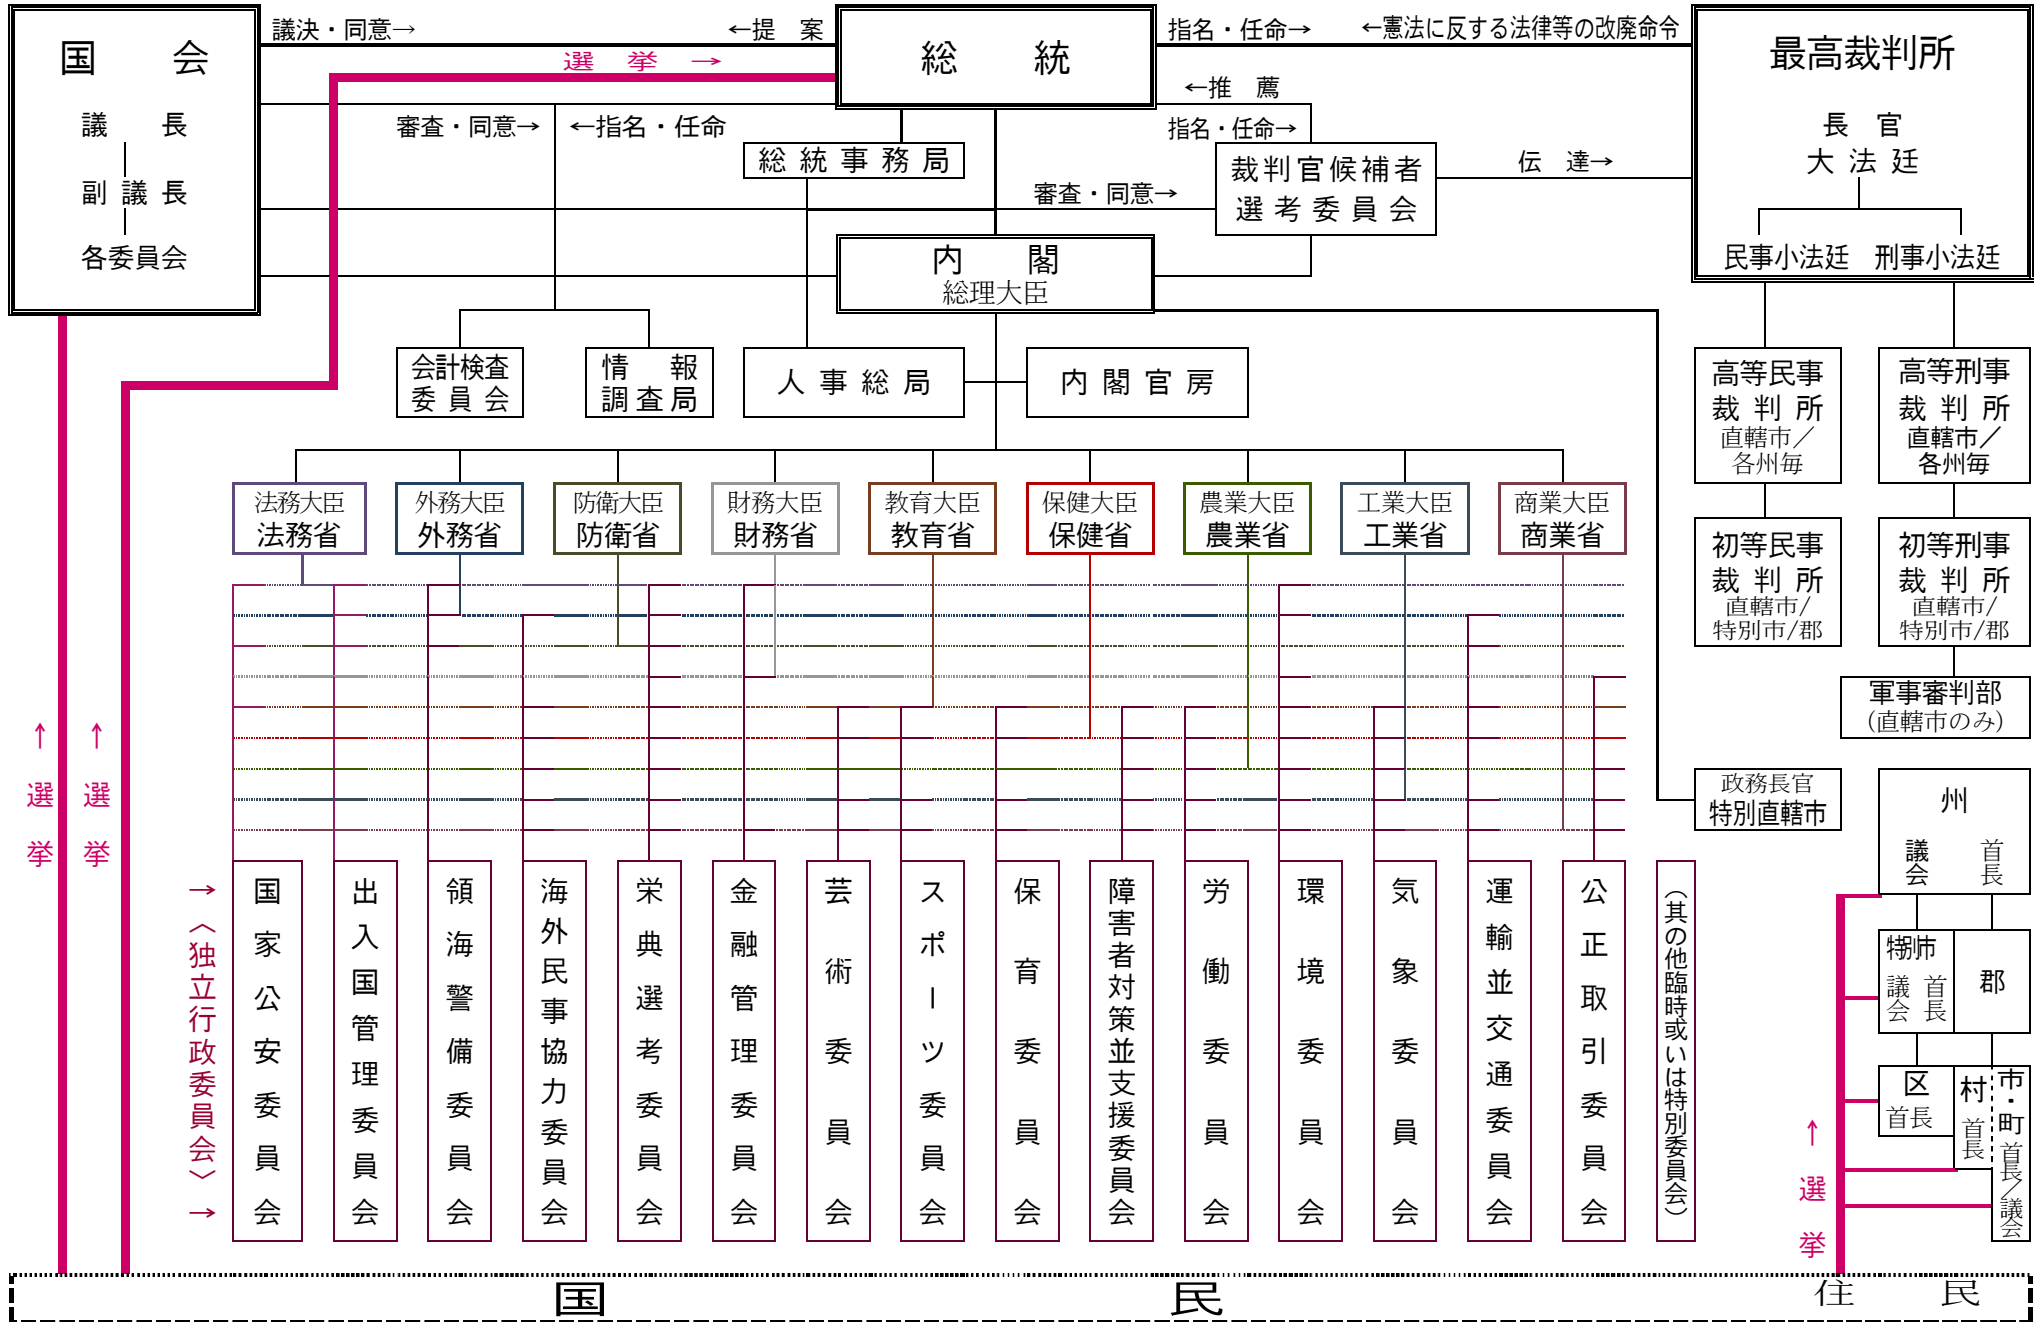 国　会
議　長
副議長
各委員会
議決・同意→
←提　案
選　挙　→
審査・同意→
←指名・任命
総　統
総統事務局
指名・任命→
←憲法に反する法律等の改廃命令
←推　薦
指名・任命→
審査・同意→
裁判官候補者
選考委員会
伝　達→
最高裁判所
長　官
大法廷
民事小法廷　刑事小法廷
内　閣
総理大臣
会計検査
委員会
情　報
調査局
人事総局
内閣官房
高等民事
裁判所
直轄市／
各州毎
高等刑事
裁判所
直轄市／
各州毎
初等民事
裁判所
直轄市/
特別市/郡
初等刑事
裁判所
直轄市/
特別市/郡
軍事審判部
（直轄市のみ）
政務長官
特別直轄市
法務大臣
法務省
外務大臣
外務省
防衛大臣
防衛省
財務大臣
財務省
教育大臣
教育省
保健大臣
保健省
農業大臣
農業省
工業大臣
工業省
商業大臣
商業省
↑選挙
↑選挙
→〈独立行政委員会〉→
国家公安委員会
出入国管理委員会
領海警備委員会
海外民事協力委員会
栄典選考委員会
金融管理委員会
芸術委員会
スポーツ委員会
保育委員会
障害者対策並支援委員会
労働委員会
環境委員会
気象委員会
運輸並交通委員会
公正取引委員会
（其の他臨時或いは特別委員会）
州
議会
首長
特別市
議会
首長
郡
区
首長
村
首長
市・町
首長／議会
↑選挙
国　民
住　民